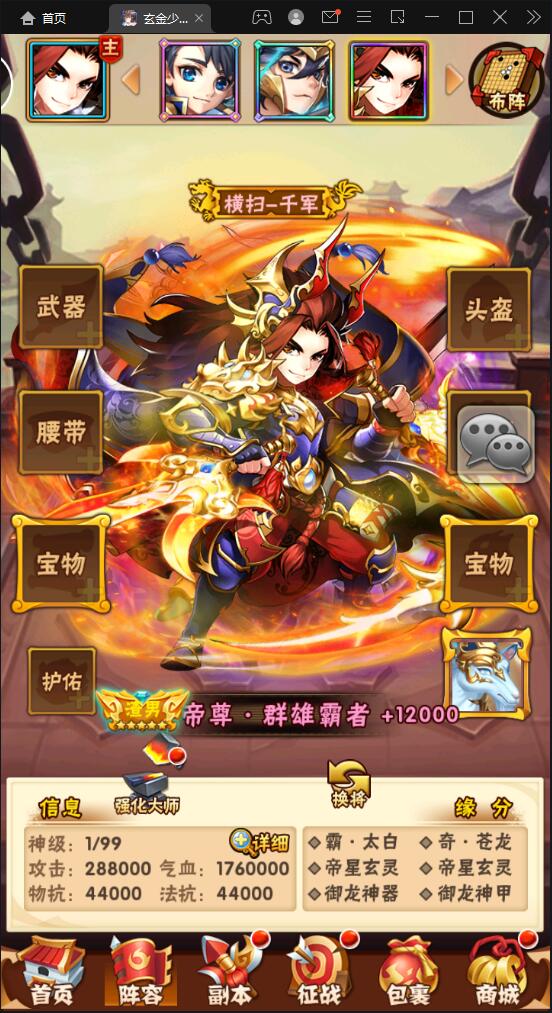 首页 玄金少...
主
布阵
横扫-千军
武器 头盔
腰带
宝物 宝物
护佑
渣男 帝尊·群雄霸者 +12000
强化大师 换将
信息 缘分
神级: 1/99 详细
攻击: 288000 气血: 1760000
物抗: 44000 法抗: 44000
霸·太白 奇·苍龙
帝星玄灵 帝星玄灵
御龙神器 御龙神甲
首页 阵容 副本 征战 包裹 商城